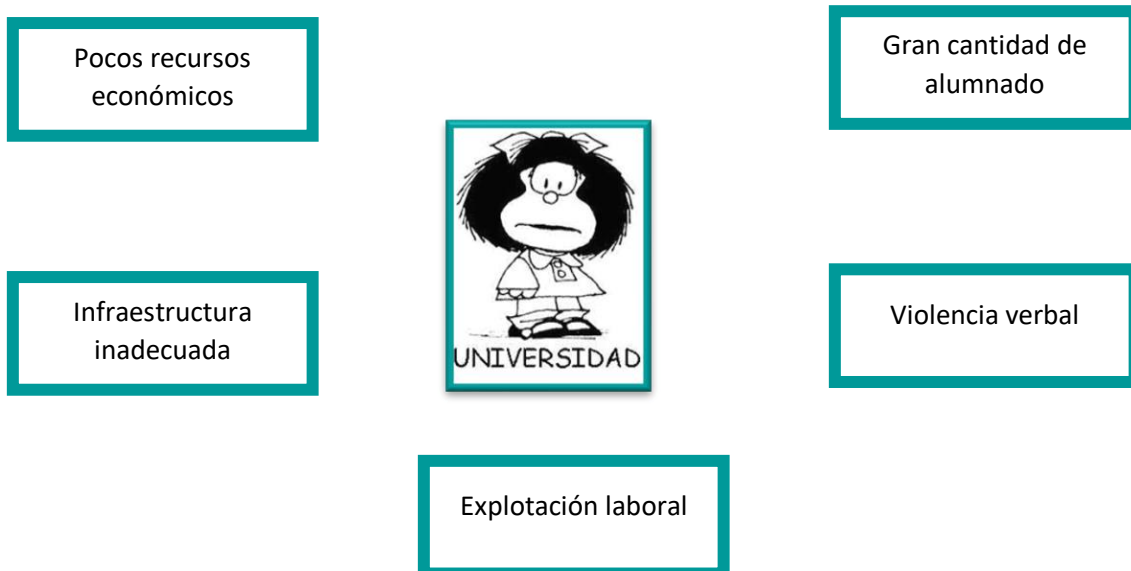 Pocos recursos
económicos
Gran cantidad de
alumnado
Infraestructura
inadecuada
UNIVERSIDAD
Violencia verbal
Explotación laboral